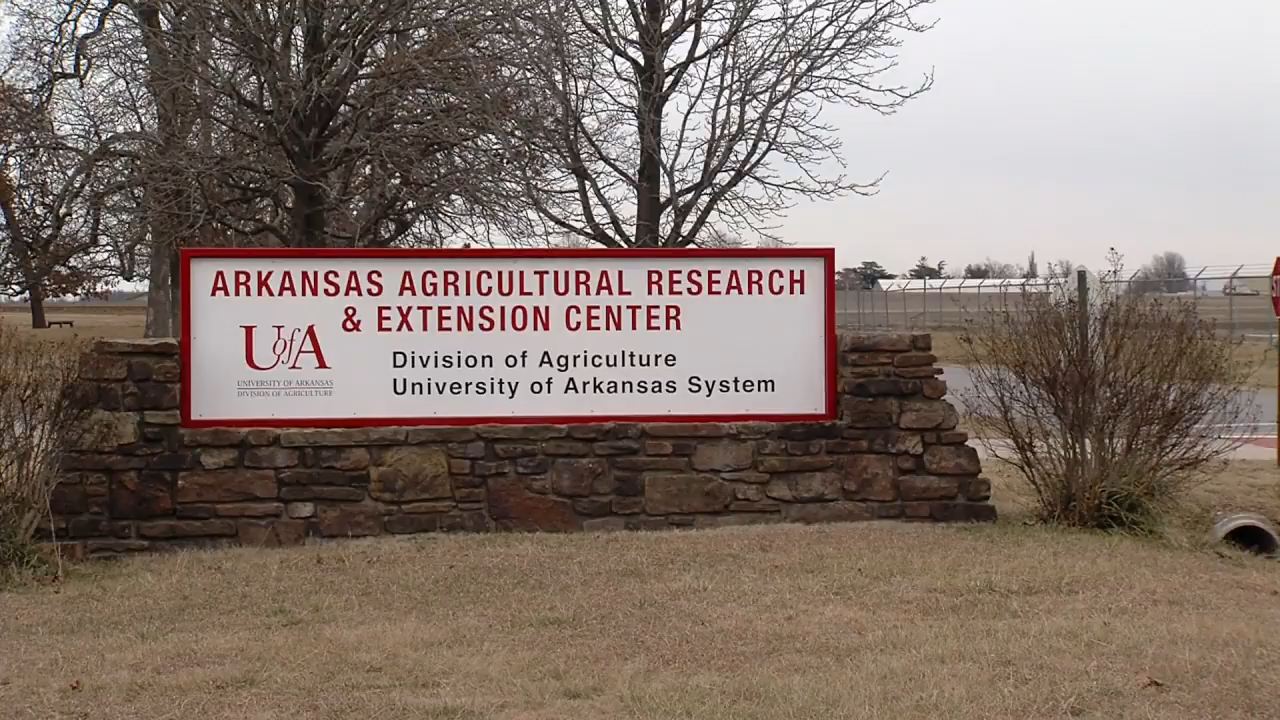 ARKANSAS AGRICULTURAL RESEARCH
& EXTENSION CENTER
UofA
UNIVERSITY OF ARKANSAS
DIVISION OF AGRICULTURE
Division of Agriculture
University of Arkansas System